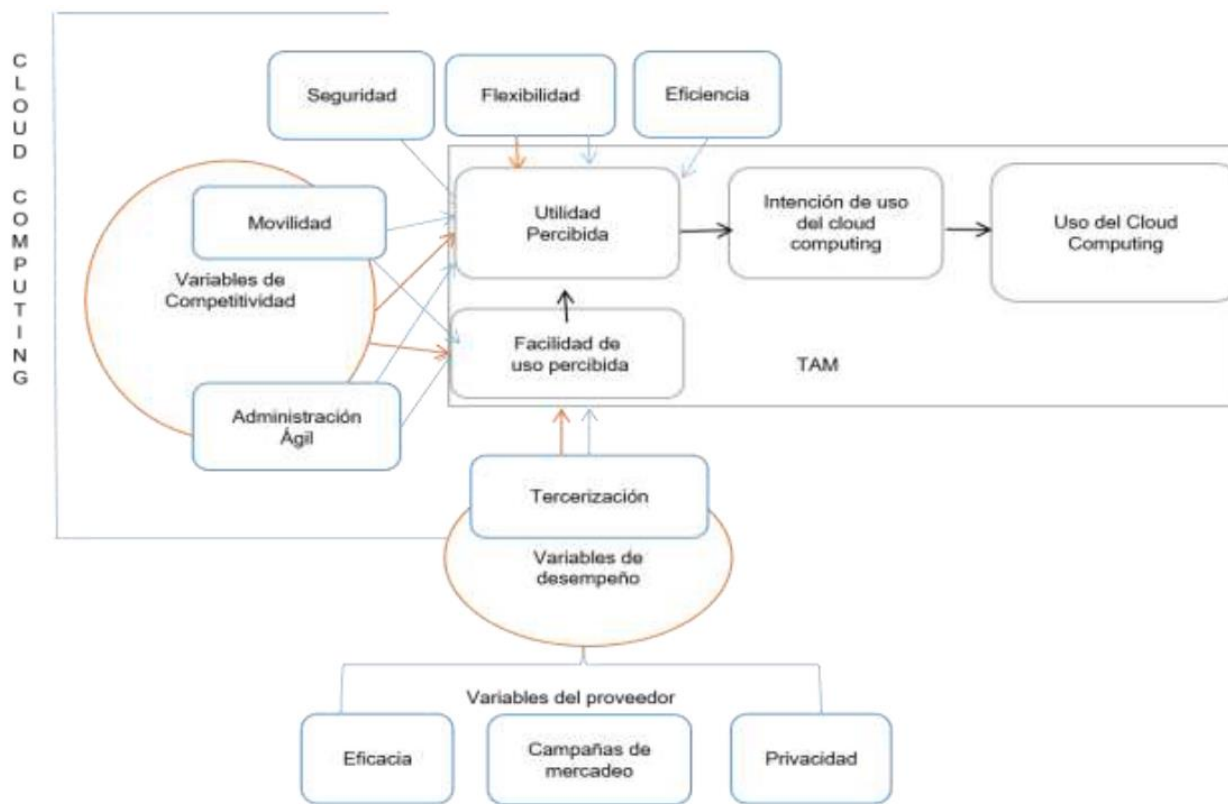 CLOUD COMPUTING
Seguridad
Flexibilidad
Eficiencia
Movilidad
Utilidad
Percibida
Intención de uso
del cloud
computing
Uso del Cloud
Computing
Variables de
Competitividad
Facilidad de
uso percibida
TAM
Administración
Ágil
Tercerización
Variables de
desempeño
Variables del proveedor
Eficacia
Campañas de
mercadeo
Privacidad